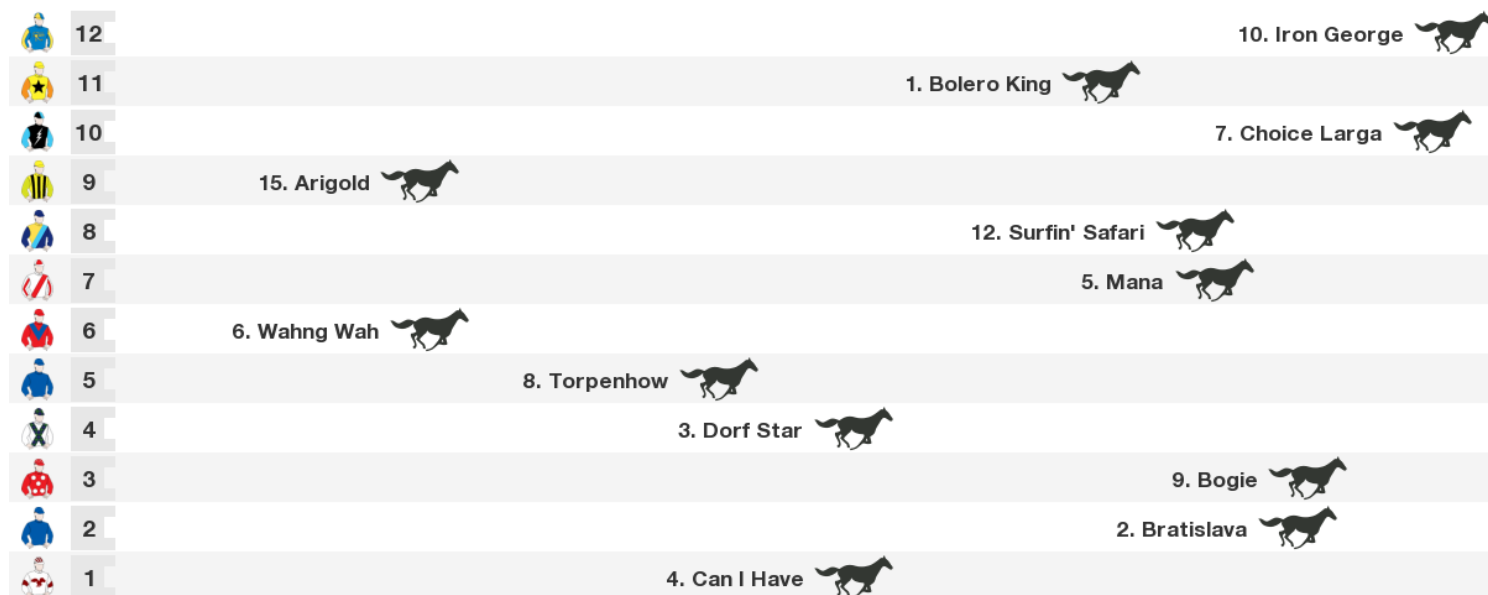 12 10. Iron George
11 1. Bolero King
10 7. Choice Larga
9 15. Arigold
8 12. Surfin' Safari
7 5. Mana
6 6. Wahng Wah
5 8. Torpenhow
4 3. Dorf Star
3 9. Bogie
2 2. Bratislava
1 4. Can I Have